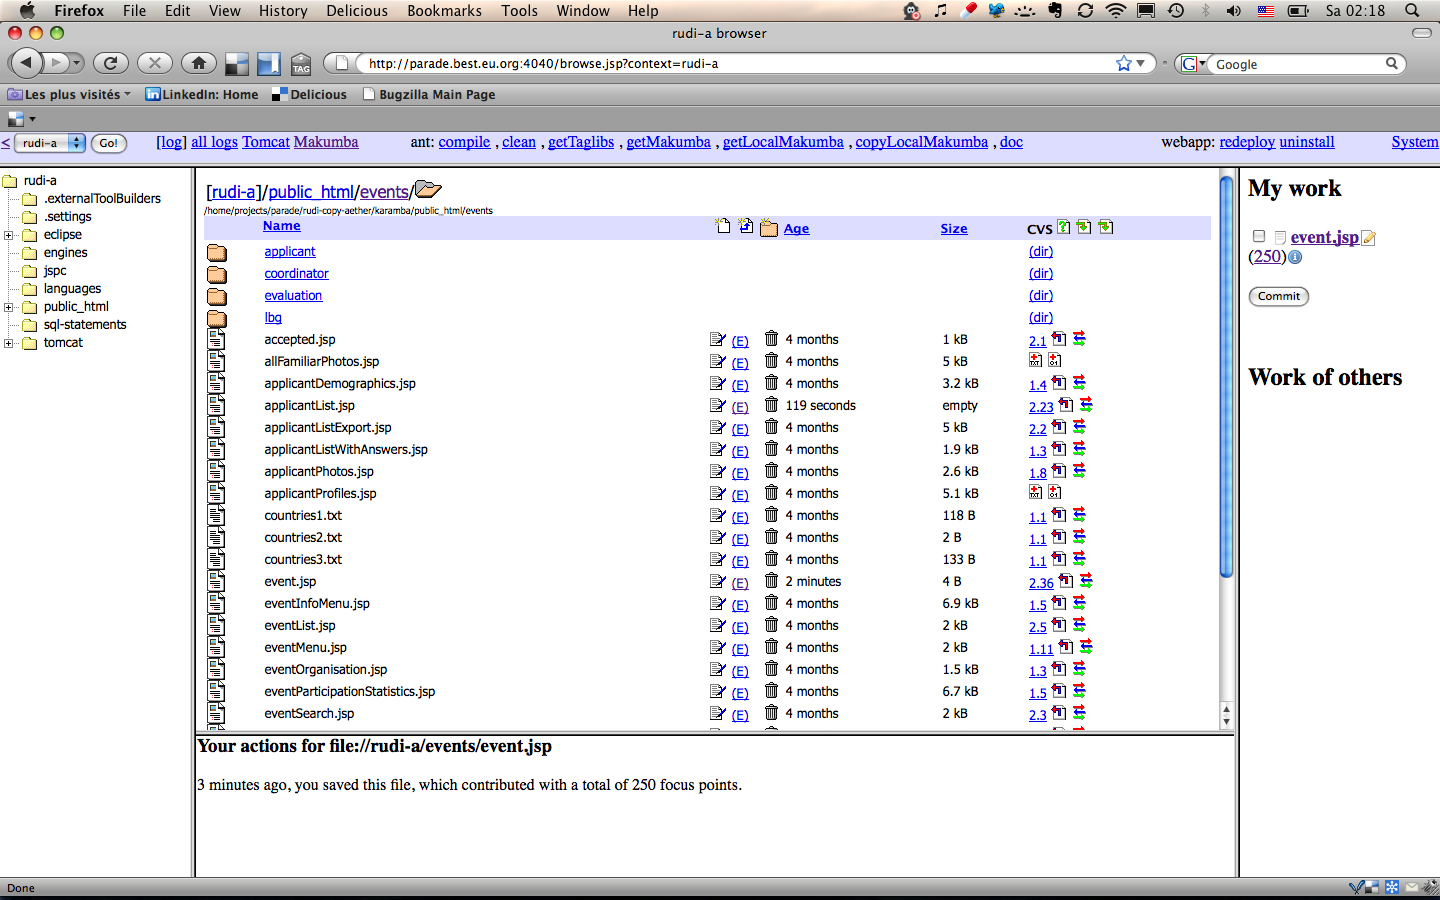 Firefox File Edit View History Delicious Bookmarks Tools Window Help Sa 02:18
rudi-a browser
TAG http://parade.best.eu.org:4040/browse.jsp?context=rudi-a G Google
Les plus visités in LinkedIn: Home Delicious Bugzilla Main Page
< rudi-a Go! [log] all logs Tomcat Makumba ant: compile , clean , getTaglibs , getMakumba , getLocalMakumba , copyLocalMakumba , doc webapp: redeploy uninstall System
rudi-a
.externalToolBuilders
.settings
eclipse
engines
jspc
languages
public_html
sql-statements
tomcat
[rudi-a]/public_html/events/
/home/projects/parade/rudi-copy-aether/karamba/public_html/events
Name Age Size CVS
applicant (dir)
coordinator (dir)
evaluation (dir)
lbg (dir)
accepted.jsp (E) 4 months 1 kB 2.1
allFamiliarPhotos.jsp (E) 4 months 5 kB
applicantDemographics.jsp (E) 4 months 3.2 kB 1.4
applicantList.jsp (E) 119 seconds empty 2.23
applicantListExport.jsp (E) 4 months 5 kB 2.2
applicantListWithAnswers.jsp (E) 4 months 1.9 kB 1.3
applicantPhotos.jsp (E) 4 months 2.6 kB 1.8
applicantProfiles.jsp (E) 4 months 5.1 kB
countries1.txt (E) 4 months 118 B 1.1
countries2.txt (E) 4 months 2 B 1.1
countries3.txt (E) 4 months 133 B 1.1
event.jsp (E) 2 minutes 4 B 2.36
eventInfoMenu.jsp (E) 4 months 6.9 kB 1.5
eventList.jsp (E) 4 months 2 kB 2.5
eventMenu.jsp (E) 4 months 2 kB 1.11
eventOrganisation.jsp (E) 4 months 1.5 kB 1.3
eventParticipationStatistics.jsp (E) 4 months 6.7 kB 1.5
eventSearch.jsp (E) 4 months 2 kB 2.3
Your actions for file://rudi-a/events/event.jsp
3 minutes ago, you saved this file, which contributed with a total of 250 focus points.
My work
event.jsp
(250)
Commit
Work of others
Done